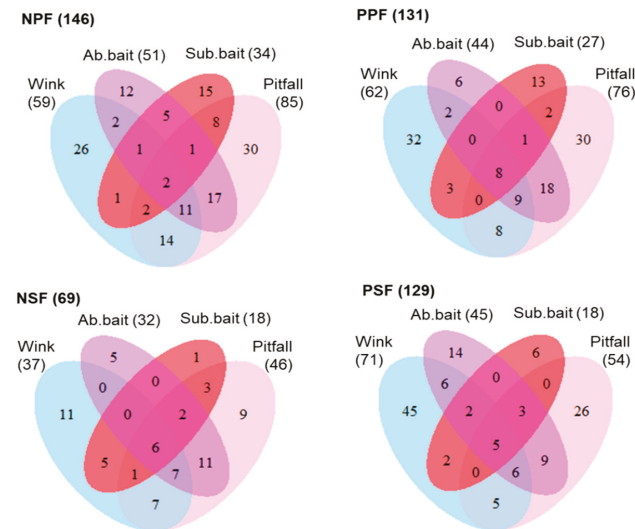 NPF (146)
PPF (131)
Ab.bait (51) Sub.bait (34)
Ab.bait (44) Sub.bait (27)
Wink
(59)
Pitfall
(85)
Wink
(62)
Pitfall
(76)
12 15
2 5 8
26 1 1 30
2
1 2 11 17
14
6 13
2 0 2
32 0 1 30
8
3 0 9 18
8
NSF (69)
PSF (129)
Ab.bait (32) Sub.bait (18)
Ab.bait (45) Sub.bait (18)
Wink
(37)
Pitfall
(46)
Wink
(71)
Pitfall
(54)
5 1
0 0 3
11 0 2 9
6
5 1 7 11
7
14 6
6 0 0
45 2 3 26
5
2 0 6 9
5